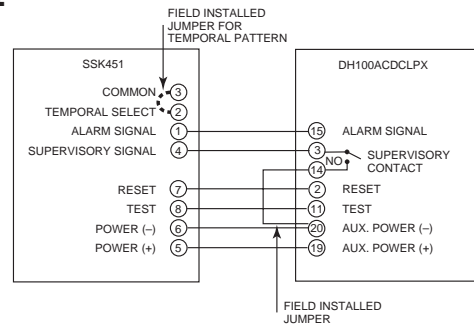 FIELD INSTALLED
JUMPER FOR
TEMPORAL PATTERN
SSK451
DH100ACDCLPX
COMMON 3
TEMPORAL SELECT 2
ALARM SIGNAL 1
15 ALARM SIGNAL
SUPERVISORY SIGNAL 4
3
NO
SUPERVISORY
CONTACT
14
RESET 7
2 RESET
TEST 8
11 TEST
POWER (–) 6
20 AUX. POWER (–)
POWER (+) 5
19 AUX. POWER (+)
FIELD INSTALLED
JUMPER